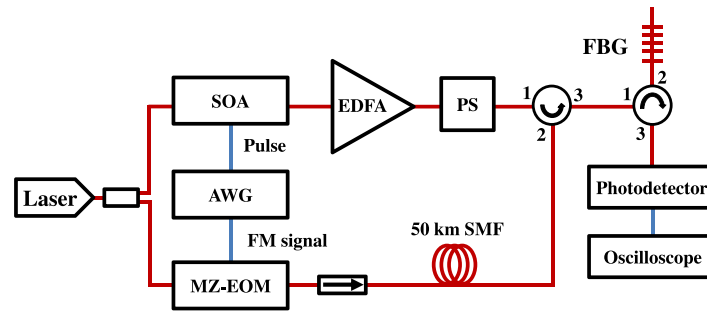 FBG
2
SOA
EDFA
PS
1
3
1
2
3
Pulse
Laser
AWG
Photodetector
FM signal
50 km SMF
Oscilloscope
MZ-EOM